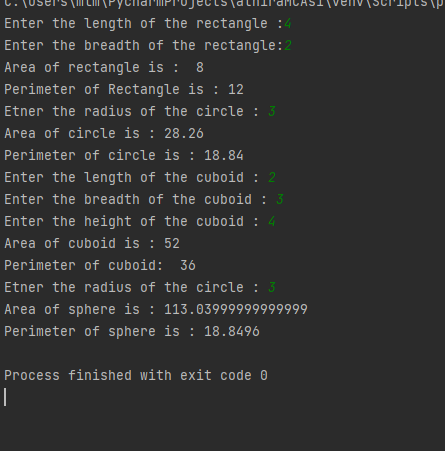 C:\Users\mlm\PycharmProjects\athiraMCAs1\venv\Scripts\p
Enter the length of the rectangle :4
Enter the breadth of the rectangle:2
Area of rectangle is :  8
Perimeter of Rectangle is : 12
Etner the radius of the circle : 3
Area of circle is : 28.26
Perimeter of circle is : 18.84
Enter the length of the cuboid : 2
Enter the breadth of the cuboid : 3
Enter the height of the cuboid : 4
Area of cuboid is : 52
Perimeter of cuboid:  36
Etner the radius of the circle : 3
Area of sphere is : 113.03999999999999
Perimeter of sphere is : 18.8496
Process finished with exit code 0